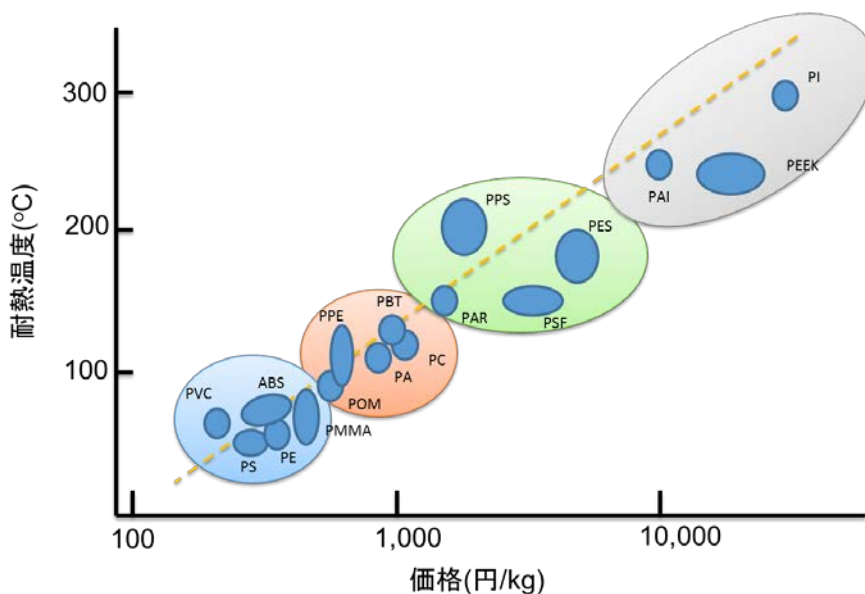 耐熱温度(°C)
300
200
100
PI
PAI
PEEK
PPS
PES
PAR
PSF
PPE
PBT
PC
PA
POM
PVC
ABS
PMMA
PS
PE
100
1,000
10,000
価格(円/kg)